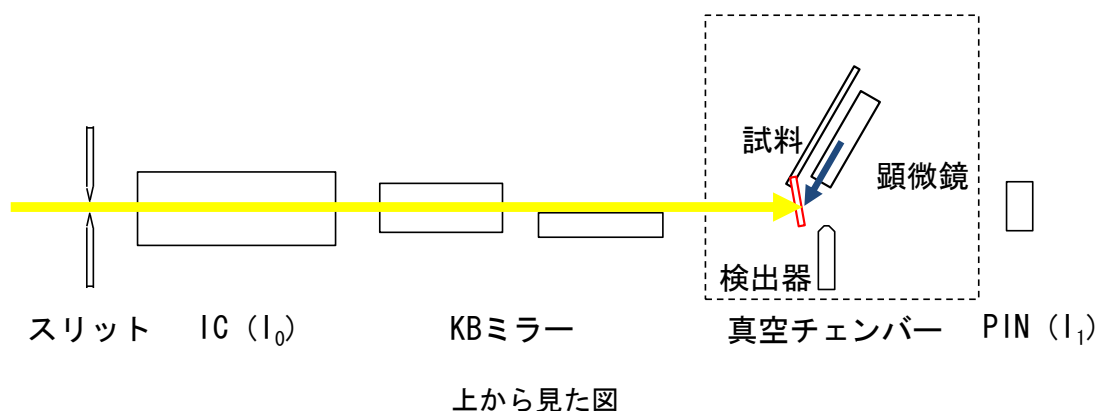 試料
顕微鏡
検出器
スリット
IC（I₀）
KBミラー
真空チェンバー
PIN（I₁）
上から見た図